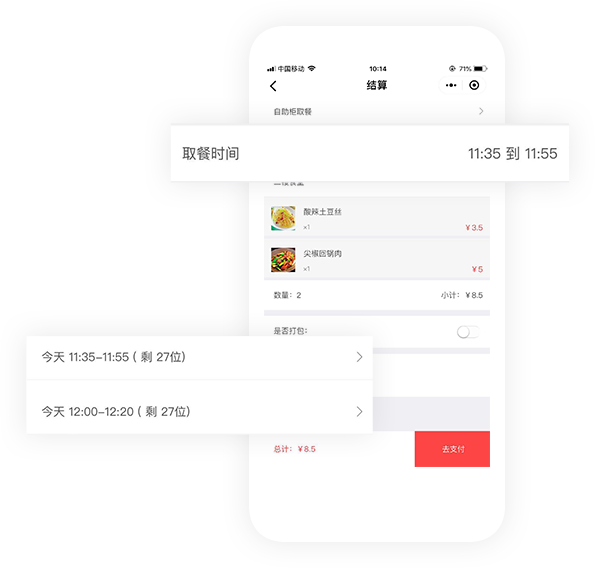 中国移动
10:14
71%
结算
自助柜取餐
取餐时间
11:35 到 11:55
酸辣土豆丝
×1
¥3.5
尖椒回锅肉
×1
¥5
数量：2
小计：¥8.5
是否打包：
今天 11:35-11:55 ( 剩 27位)
今天 12:00-12:20 ( 剩 27位)
总计：¥8.5
去支付